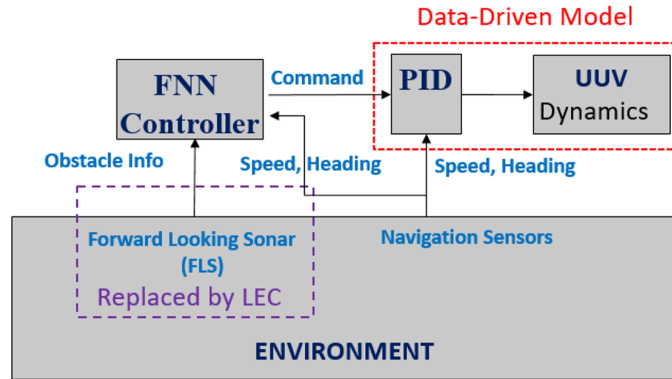 Data-Driven Model
FNN
Controller
Command
PID
UUV
Dynamics
Obstacle Info
Speed, Heading
Speed, Heading
Forward Looking Sonar
(FLS)
Navigation Sensors
Replaced by LEC
ENVIRONMENT